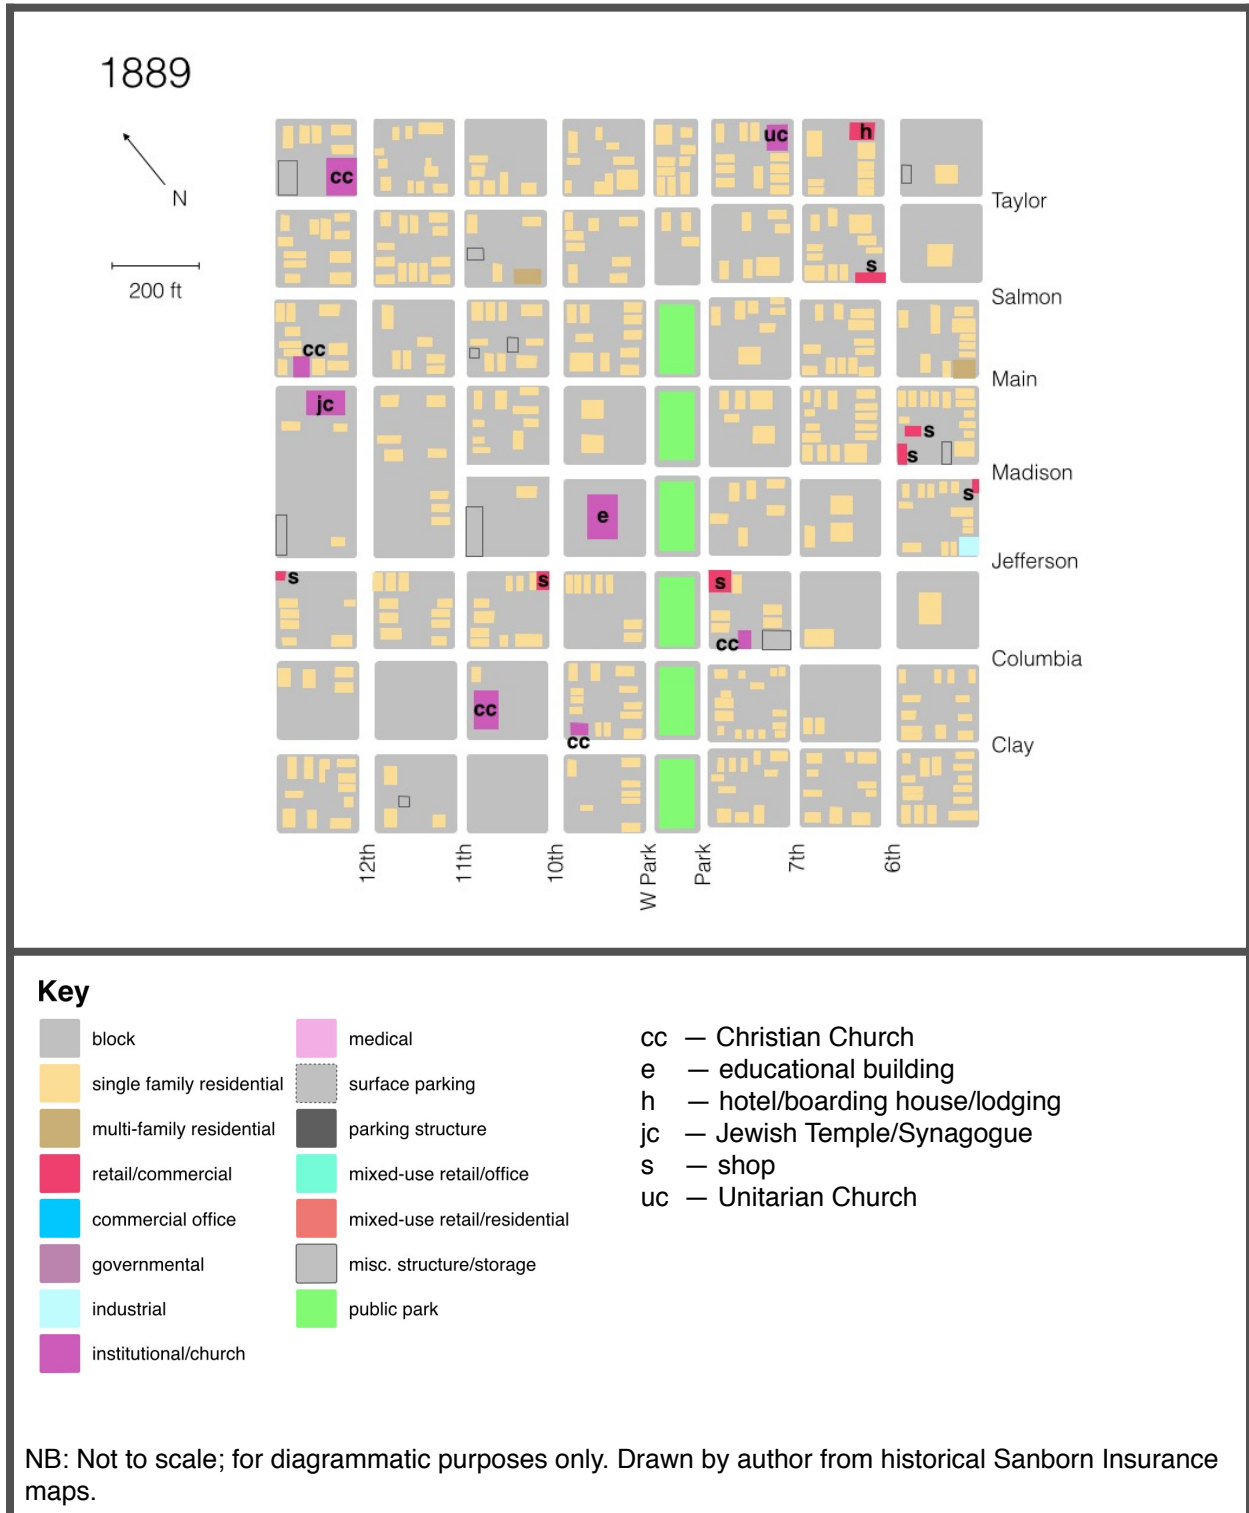 1889
N
200 ft
uc
h
cc
Taylor
s
Salmon
cc
Main
jc
s
s
Madison
e
s
Jefferson
s
s
s
cc
Columbia
cc
cc
Clay
12th
11th
10th
W Park
Park
7th
6th
Key
block
single family residential
multi-family residential
retail/commercial
commercial office
governmental
industrial
institutional/church
medical
surface parking
parking structure
mixed-use retail/office
mixed-use retail/residential
misc. structure/storage
public park
cc — Christian Church
e — educational building
h — hotel/boarding house/lodging
jc — Jewish Temple/Synagogue
s — shop
uc — Unitarian Church
NB: Not to scale; for diagrammatic purposes only. Drawn by author from historical Sanborn Insurance
maps.